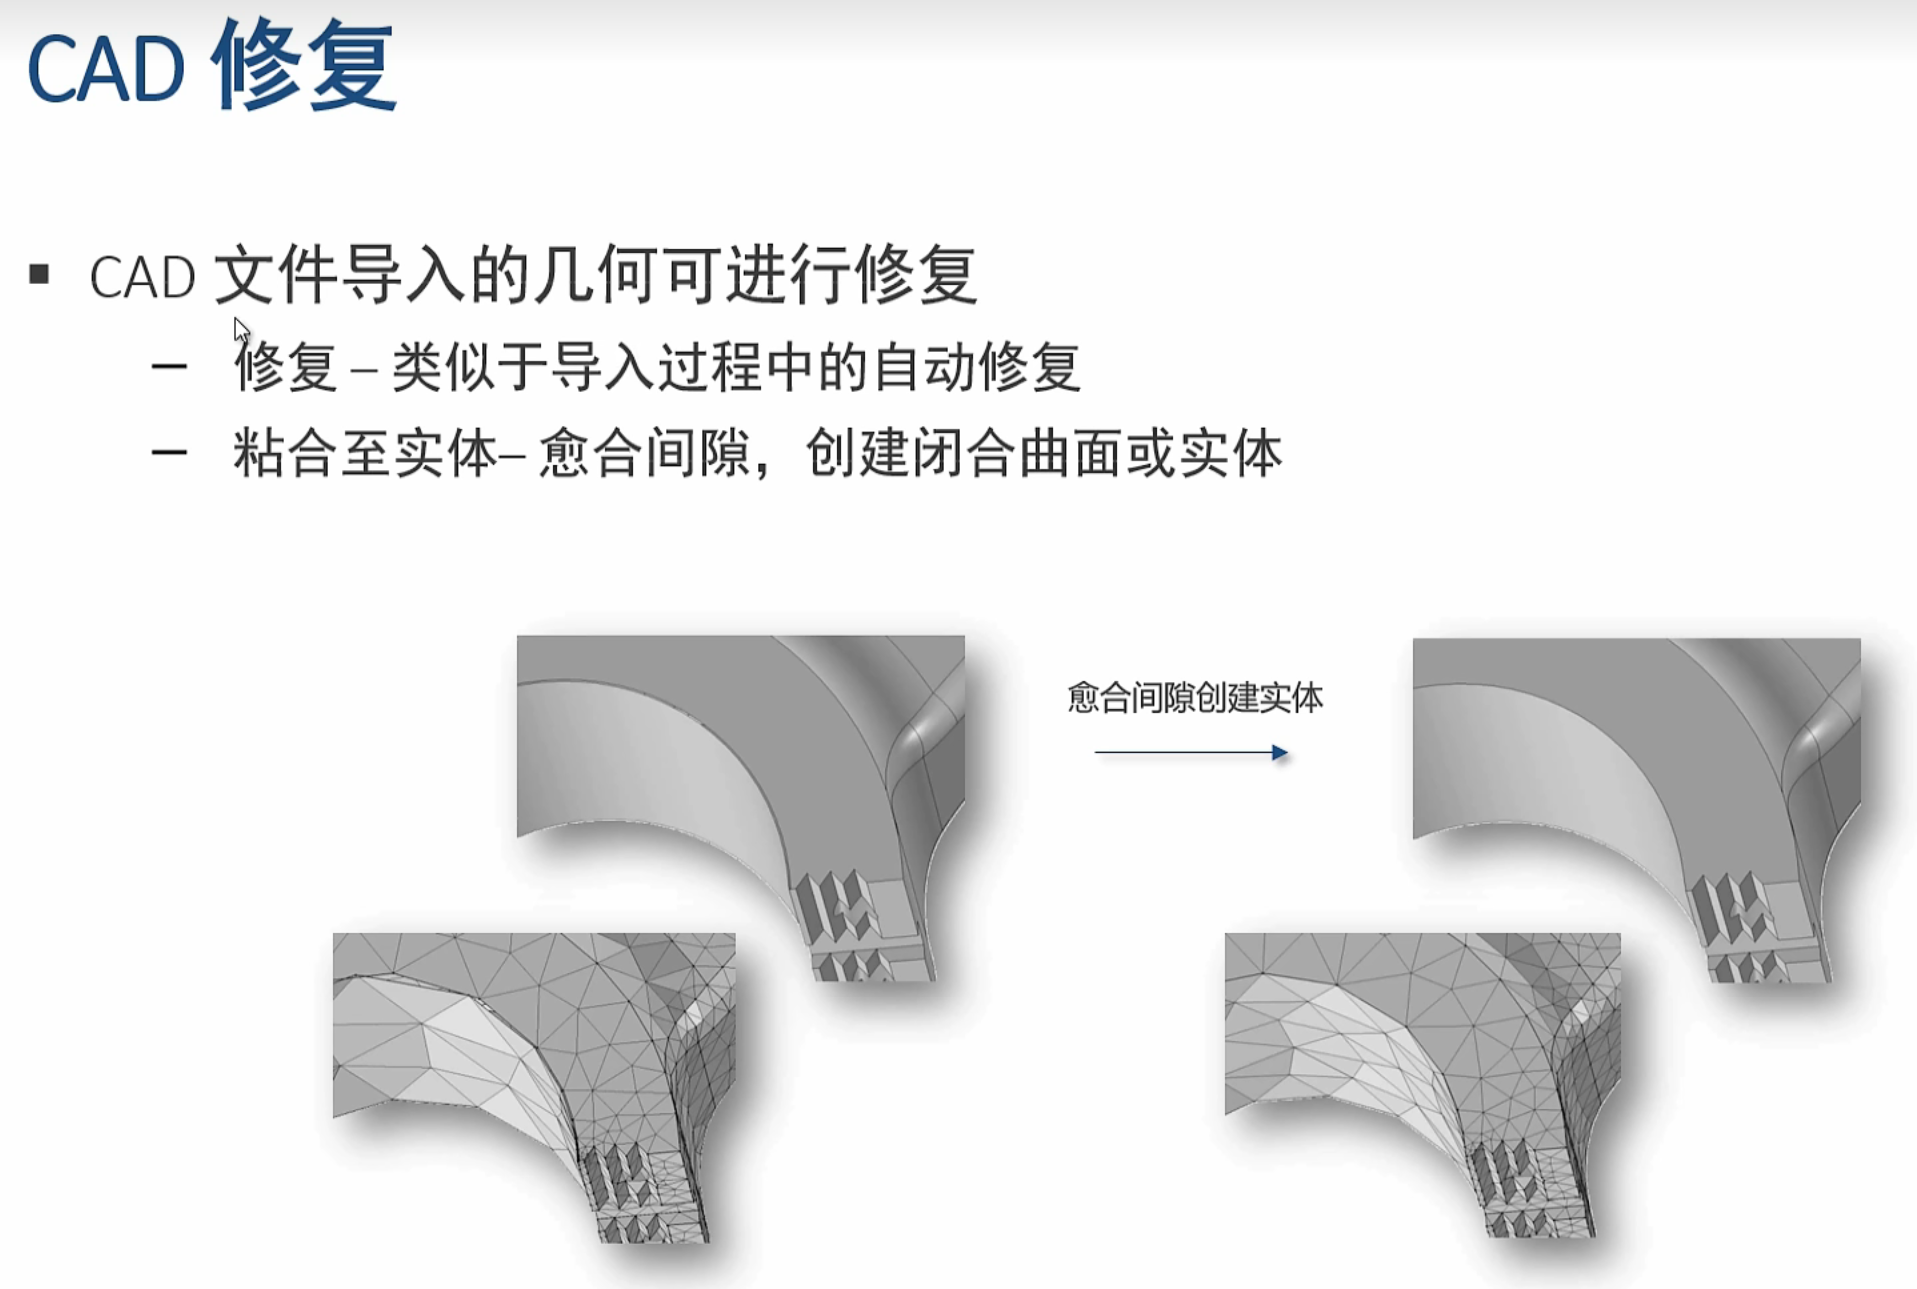 CAD 修复
▪ CAD 文件导入的几何可进行修复
– 修复 – 类似于导入过程中的自动修复
– 粘合至实体– 愈合间隙，创建闭合曲面或实体
愈合间隙创建实体